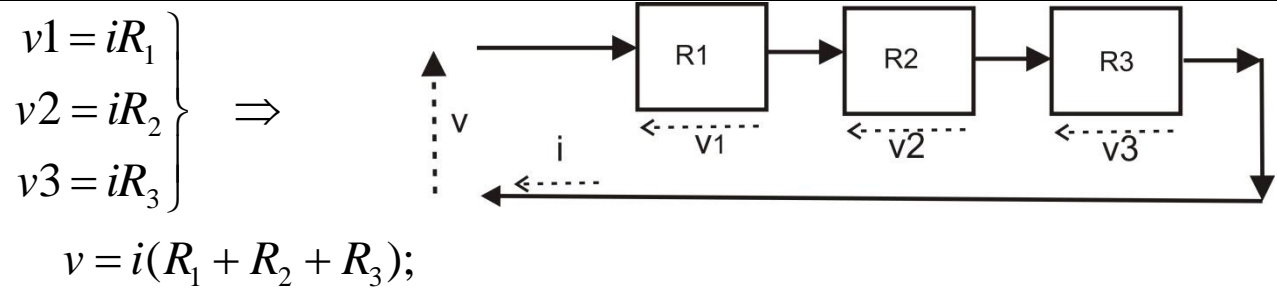 v1 = iR₁
v2 = iR₂ } ⇒
v3 = iR₃
v = i(R₁ + R₂ + R₃);
R1 R2 R3
v
v1 v2 v3
i